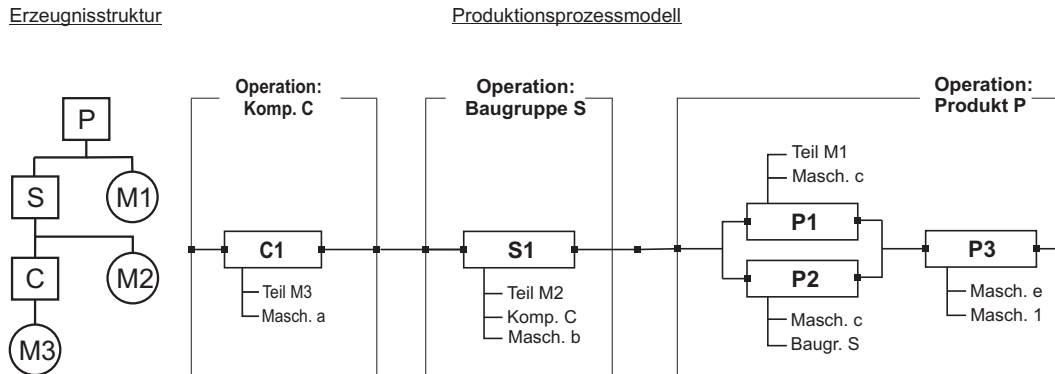 Erzeugnisstruktur
Produktionsprozessmodell
P
S
M1
C
M2
M3
Operation:
Komp. C
C1
Teil M3
Masch. a
Operation:
Baugruppe S
S1
Teil M2
Komp. C
Masch. b
Operation:
Produkt P
Teil M1
Masch. c
P1
P2
Masch. c
Baugr. S
P3
Masch. e
Masch. 1